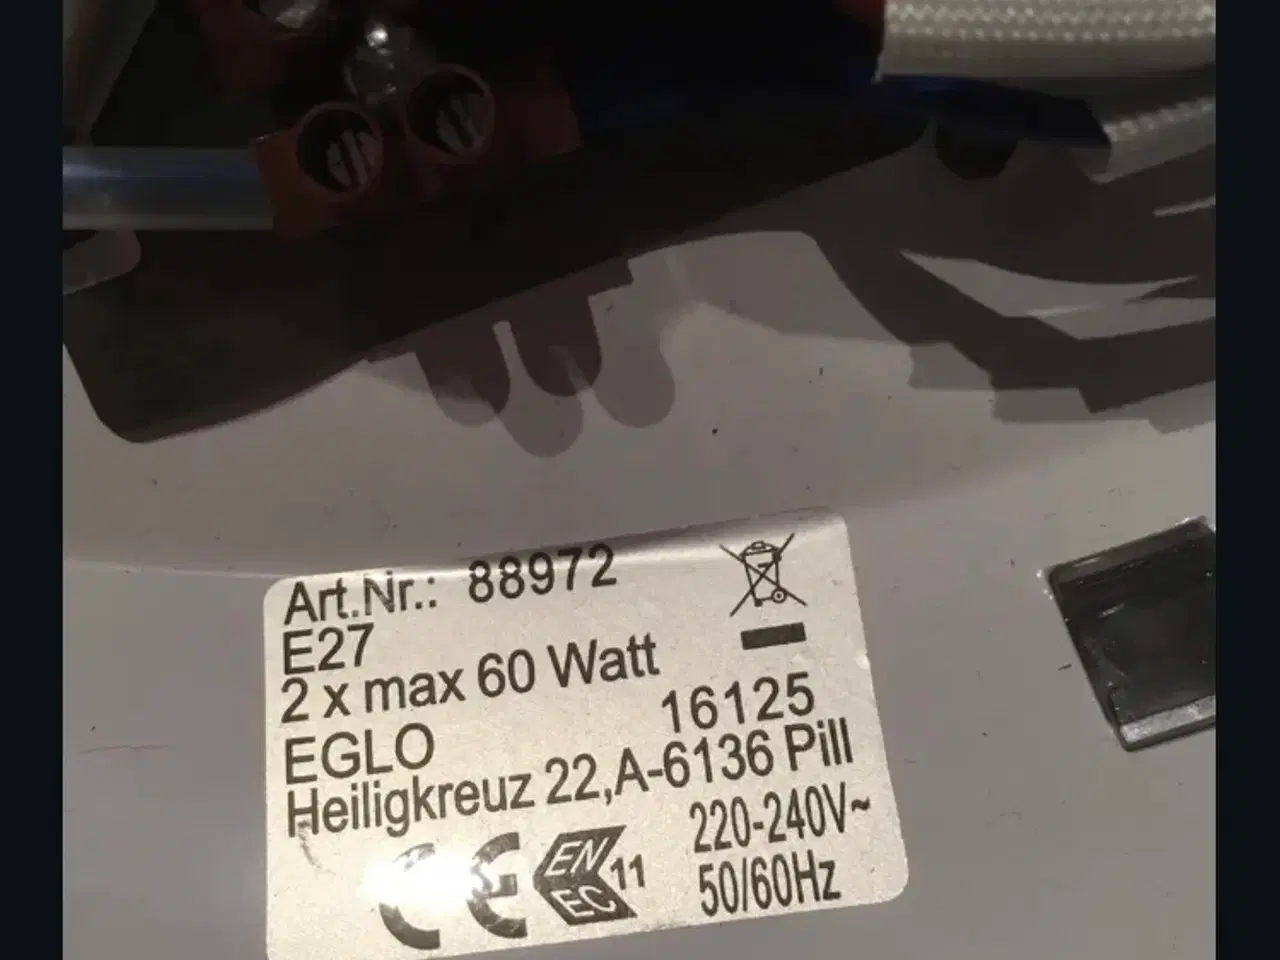 Art.Nr.: 88972
E27
2 x max 60 Watt
16125
EGLO
Heiligkreuz 22,A-6136 Pill
220-240V~
50/60Hz
CE
EN
EC
11